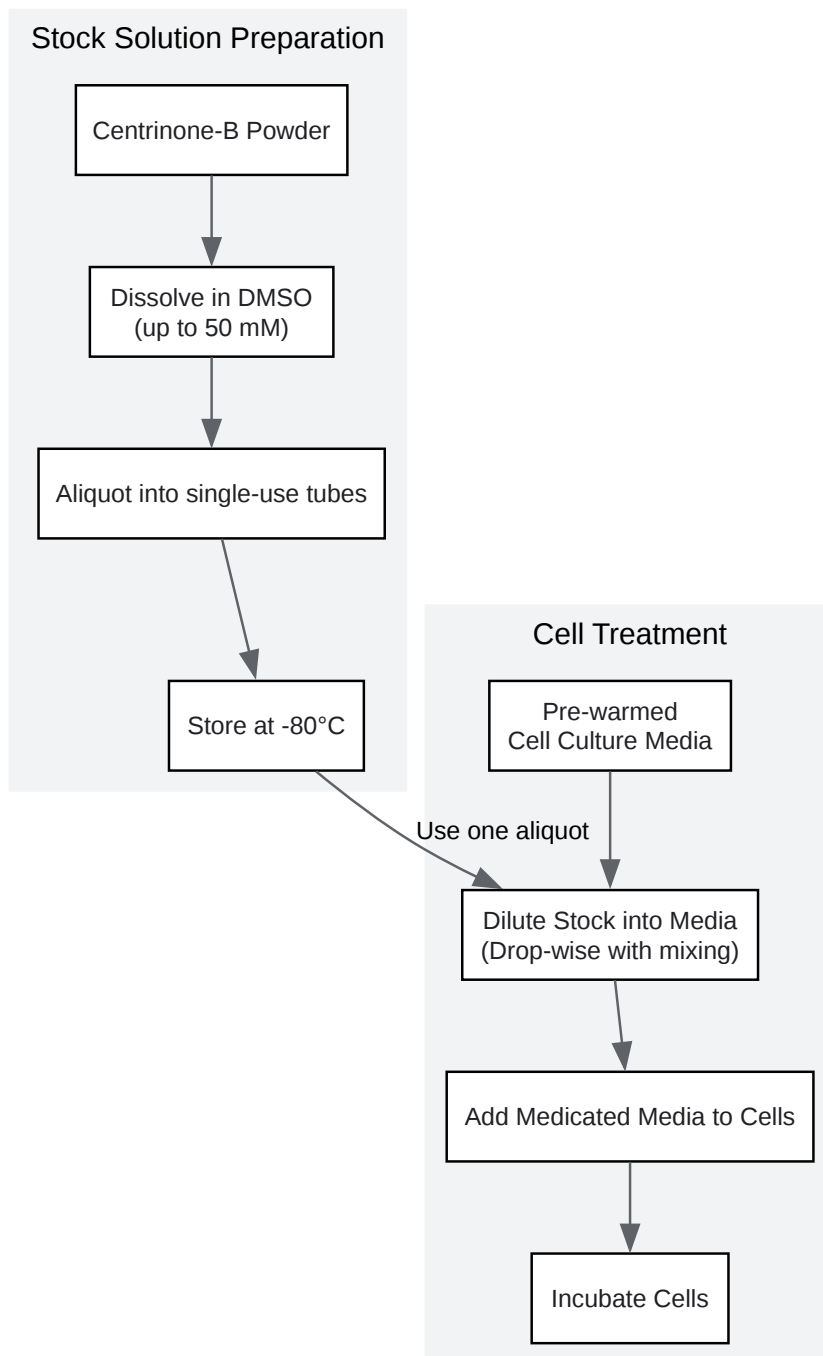 Stock Solution Preparation
Centrinone-B Powder
Dissolve in DMSO
(up to 50 mM)
Aliquot into single-use tubes
Store at -80°C
Cell Treatment
Pre-warmed
Cell Culture Media
Use one aliquot
Dilute Stock into Media
(Drop-wise with mixing)
Add Medicated Media to Cells
Incubate Cells